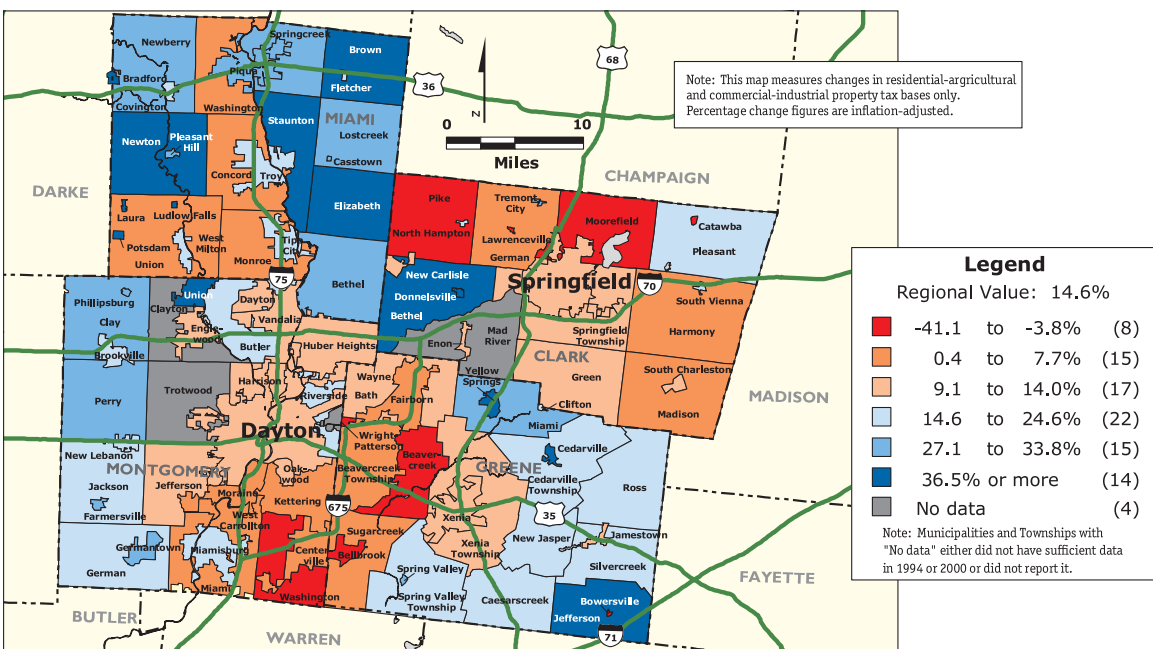 Newberry
Springcreek
Brown
68
Bradford
Piqua
Fletcher
36
Note: This map measures changes in residential-argricultural
and commercial-industrial property tax bases only.
Percentage change figures are inflation-adjusted.
Covington
Washington
Staunton
MIAMI
Lostcreek
N
0
10
Miles
Newton
Pleasant
Hill
Casstown
Concord
Troy
DARKE
CHAMPAIGN
Elizabeth
Pike
Tremont
City
Moorefield
Laura
Ludlow Falls
North Hampton
Lawrenceville
German
Catawba
Pleasant
Potsdam
West
Milton
Union
Monroe
Tipp
City
75
Bethel
New Carlisle
Donnelsville
Bethel
Springfield
70
South Vienna
Phillipsburg
Union
Clayton
Dayton
Clay
Engle-
wood
Vandalia
Butler
Huber Heights
Brookville
Enon
Mad
River
Springfield
Township
Harmony
CLARK
Trotwood
Harrison
Riverside
Wayne
Bath
Fairborn
Yellow
Springs
Green
South Charleston
Madison
MADISON
Perry
Clifton
Miami
Dayton
Wright
Patterson
Beaver-
creek
Cedarville
New Lebanon
MONTGOMERY
Jefferson
Oak-
wood
Beavercreek
Township
GREENE
Cedarville
Township
Ross
Jackson
Farmersville
Moraine
Kettering
675
West
Carrollton
Sugarcreek
Xenia
35
Xenia
Township
New Jasper
Jamestown
Germantown
Miamisburg
Center-
ville
Bellbrook
German
Miami
Washington
Spring Valley
Spring Valley
Township
Caesarscreek
Silvercreek
Bowersville
Jefferson
71
FAYETTE
BUTLER
WARREN
Legend
Regional Value: 14.6%
-41.1 to -3.8% (8)
0.4 to 7.7% (15)
9.1 to 14.0% (17)
14.6 to 24.6% (22)
27.1 to 33.8% (15)
36.5% or more (14)
No data (4)
Note: Municipalities and Townships with
"No data" either did not have sufficient data
in 1994 or 2000 or did not report it.